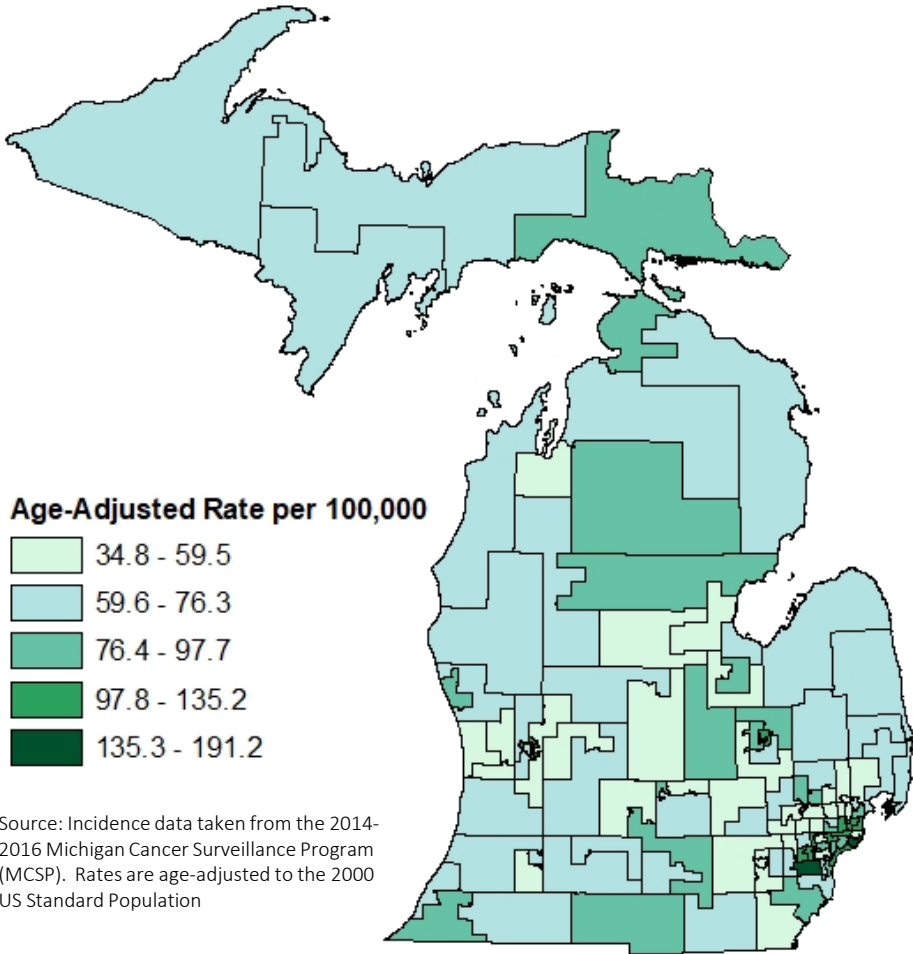 Age-Adjusted Rate per 100,000
34.8 - 59.5
59.6 - 76.3
76.4 - 97.7
97.8 - 135.2
135.3 - 191.2
Source: Incidence data taken from the 2014-
2016 Michigan Cancer Surveillance Program
(MCSP). Rates are age-adjusted to the 2000
US Standard Population